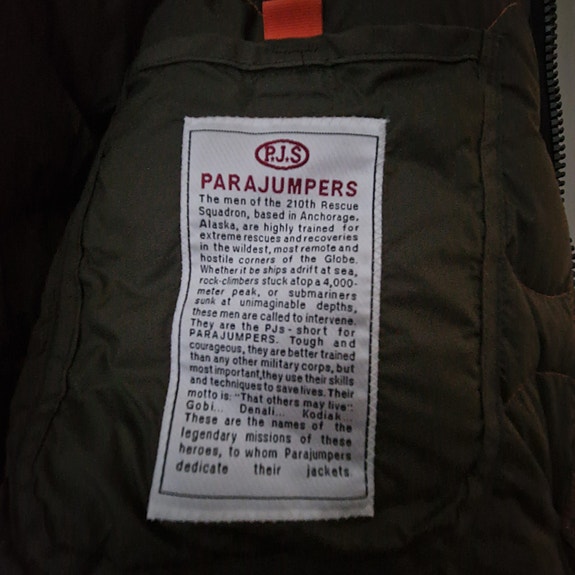 P.J.S
PARAJUMPERS
The men of the 210th Rescue
Squadron, based in Anchorage,
Alaska, are highly trained for
extreme rescues and recoveries
in the wildest, most remote and
hostile corners of the Globe.
Whether it be ships adrift at sea,
rock-climbers stuck atop a 4,000-
meter peak, or submariners
sunk at unimaginable depths,
these men are called to intervene.
They are the PJs - short for
PARAJUMPERS. Tough and
courageous, they are better trained
than any other military corps, but
most important,they use their skills
and techniques to save lives. Their
motto is: "That others may live":
Gobi... Denali... Kodiak...
These are the names of the
legendary missions of these
heroes, to whom Parajumpers
dedicate their jackets